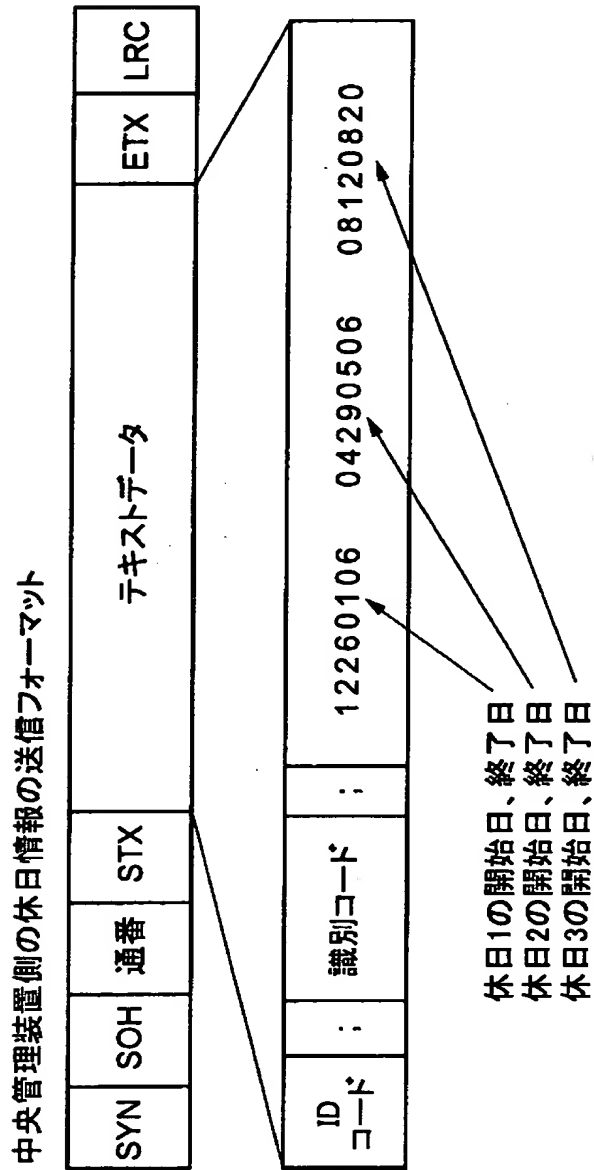 中央管理装置側の休日情報の送信フォーマット
SYN SOH 通番 STX テキストデータ ETX LRC
ID
コード ; 識別コード ; 12260106 04290506 08120820
休日1の開始日、終了日
休日2の開始日、終了日
休日3の開始日、終了日